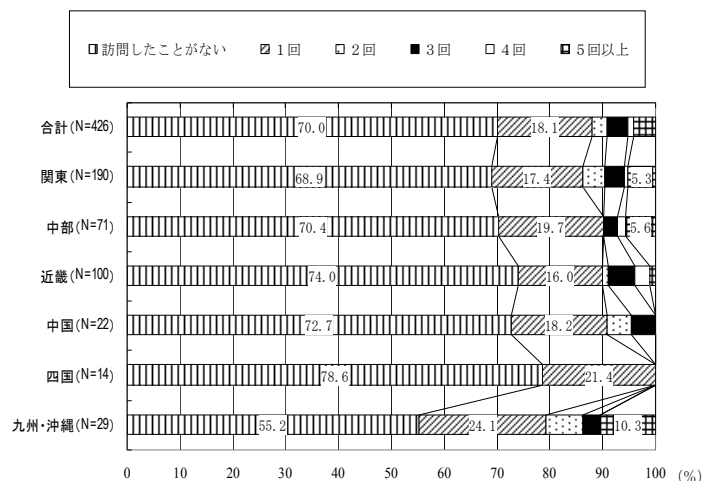 訪問したことがない １回 ２回 ３回 ４回 ５回以上
合計(N=426) 70.0 18.1
関東(N=190) 68.9 17.4 5.3
中部(N=71) 70.4 19.7 5.6
近畿(N=100) 74.0 16.0
中国(N=22) 72.7 18.2
四国(N=14) 78.6 21.4
九州・沖縄(N=29) 55.2 24.1 10.3
0 10 20 30 40 50 60 70 80 90 100 (%)